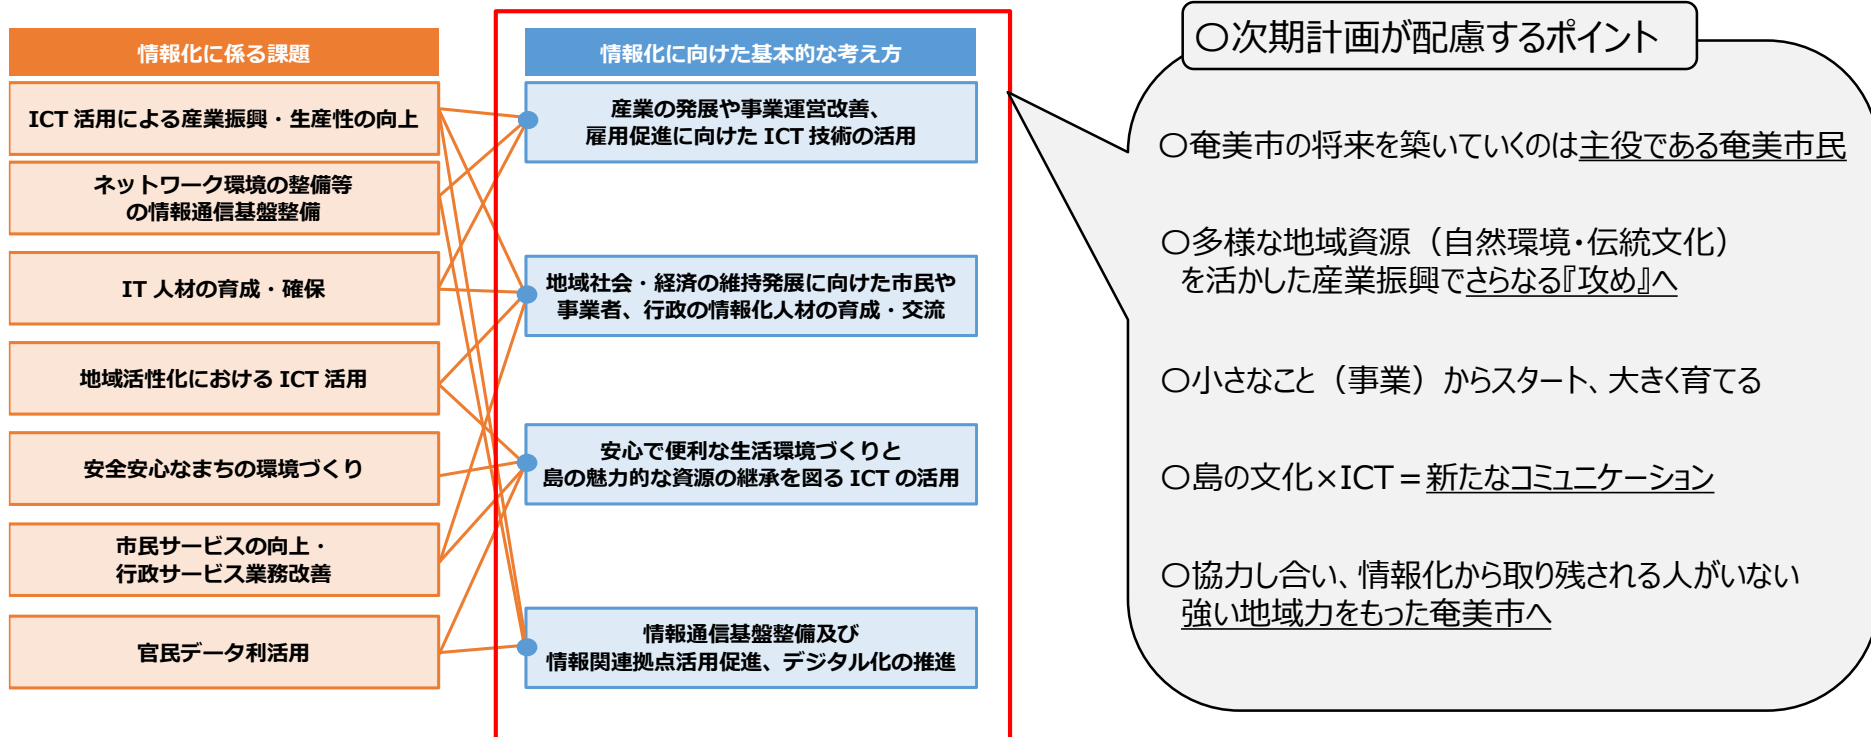 情報化に係る課題
ICT 活用による産業振興・生産性の向上
ネットワーク環境の整備等
の情報通信基盤整備
IT 人材の育成・確保
地域活性化における ICT 活用
安全安心なまちの環境づくり
市民サービスの向上・
行政サービス業務改善
官民データ利活用
情報化に向けた基本的な考え方
産業の発展や事業運営改善、
雇用促進に向けた ICT 技術の活用
地域社会・経済の維持発展に向けた市民や
事業者、行政の情報化人材の育成・交流
安心で便利な生活環境づくりと
島の魅力的な資源の継承を図る ICT の活用
情報通信基盤整備及び
情報関連拠点活用促進、デジタル化の推進
〇次期計画が配慮するポイント
〇奄美市の将来を築いていくのは主役である奄美市民
〇多様な地域資源（自然環境・伝統文化）
を活かした産業振興でさらなる『攻め』へ
〇小さなこと（事業）からスタート、大きく育てる
〇島の文化×ICT＝新たなコミュニケーション
〇協力し合い、情報化から取り残される人がいない
強い地域力をもった奄美市へ